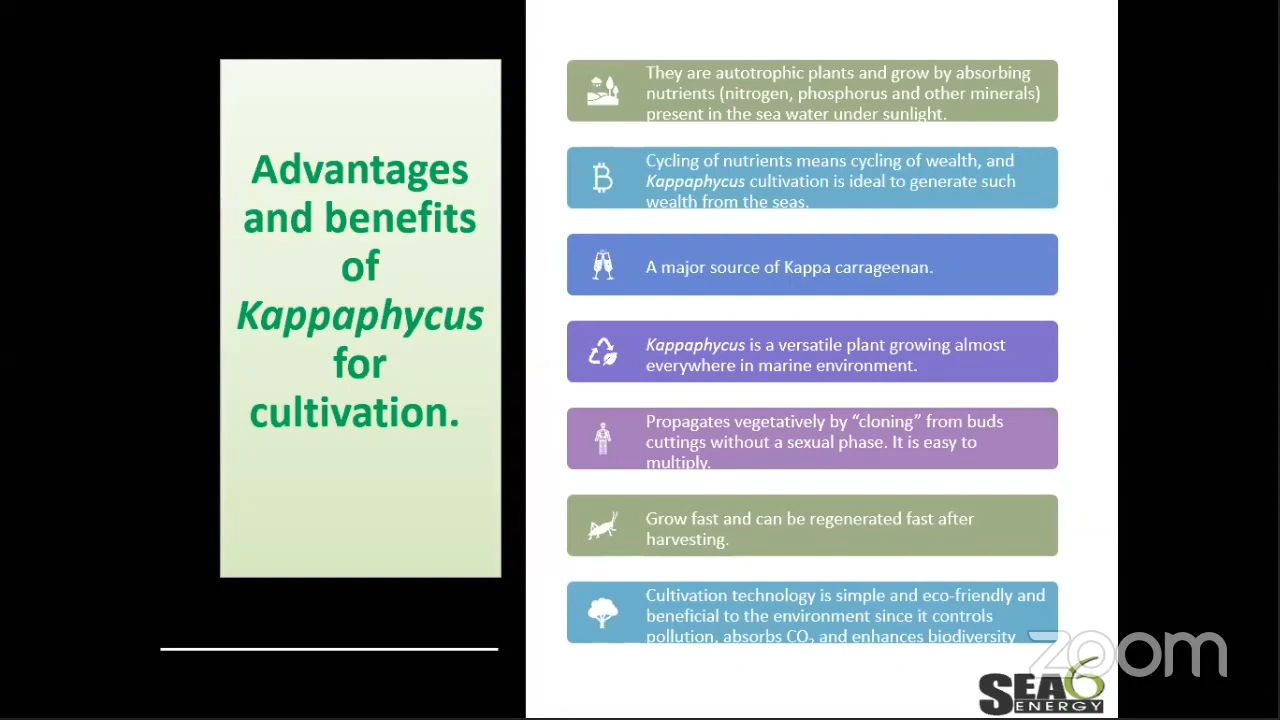 Advantages
and benefits
of
Kappaphycus
for
cultivation.
They are autotrophic plants and grow by absorbing
nutrients (nitrogen, phosphorus and other minerals)
present in the sea water under sunlight.
Cycling of nutrients means cycling of wealth, and
Kappaphycus cultivation is ideal to generate such
wealth from the seas.
A major source of Kappa carrageenan.
Kappaphycus is a versatile plant growing almost
everywhere in marine environment.
Propagates vegetatively by “cloning” from buds
cuttings without a sexual phase. It is easy to
multiply.
Grow fast and can be regenerated fast after
harvesting.
Cultivation technology is simple and eco-friendly and
beneficial to the environment since it controls
pollution, absorbs CO₂ and enhances biodiversity
zoom
SEA6
ENERGY